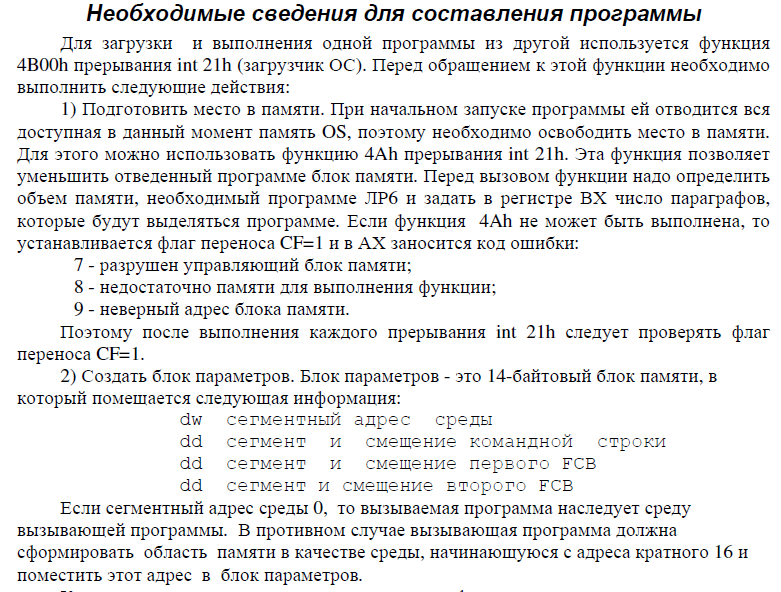 Необходимые сведения для составления программы
Для загрузки и выполнения одной программы из другой используется функция
4B00h прерывания int 21h (загрузчик ОС). Перед обращением к этой функции необходимо
выполнить следующие действия:
1) Подготовить место в памяти. При начальном запуске программы ей отводится вся
доступная в данный момент память OS, поэтому необходимо освободить место в памяти.
Для этого можно использовать функцию 4Ah прерывания int 21h. Эта функция позволяет
уменьшить отведенный программе блок памяти. Перед вызовом функции надо определить
объем памяти, необходимый программе ЛР6 и задать в регистре BX число параграфов,
которые будут выделяться программе. Если функция 4Ah не может быть выполнена, то
устанавливается флаг переноса CF=1 и в AX заносится код ошибки:
7 - разрушен управляющий блок памяти;
8 - недостаточно памяти для выполнения функции;
9 - неверный адрес блока памяти.
Поэтому после выполнения каждого прерывания int 21h следует проверять флаг
переноса CF=1.
2) Создать блок параметров. Блок параметров - это 14-байтовый блок памяти, в
который помещается следующая информация:
dw сегментный адрес среды
dd сегмент и смещение командной строки
dd сегмент и смещение первого FCB
dd сегмент и смещение второго FCB
Если сегментный адрес среды 0, то вызываемая программа наследует среду
вызывающей программы. В противном случае вызывающая программа должна
сформировать область памяти в качестве среды, начинающуюся с адреса кратного 16 и
поместить этот адрес в блок параметров.